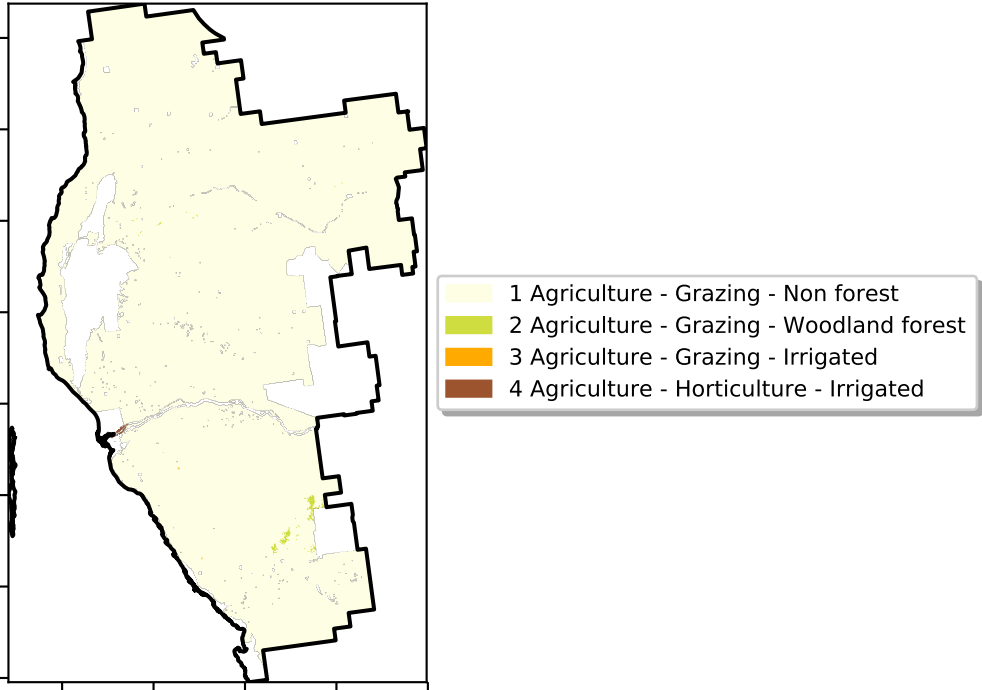 1 Agriculture - Grazing - Non forest
2 Agriculture - Grazing - Woodland forest
3 Agriculture - Grazing - Irrigated
4 Agriculture - Horticulture - Irrigated